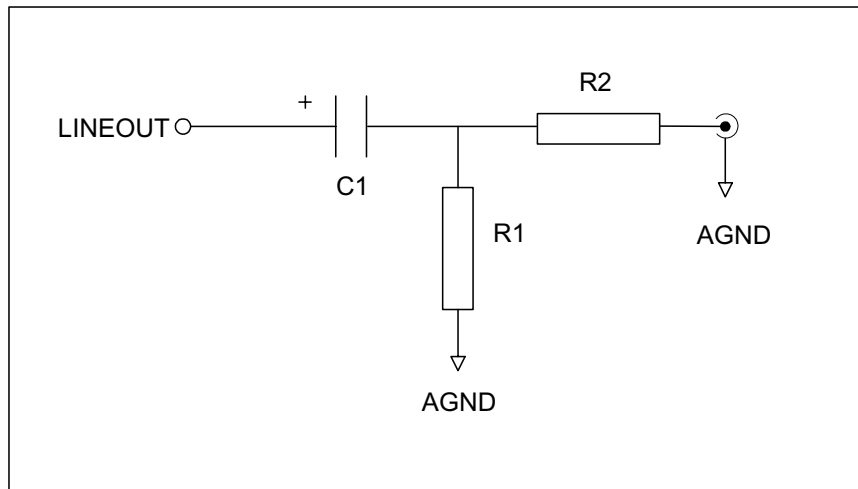 R2
+
LINEOUT
C1
R1
AGND
AGND